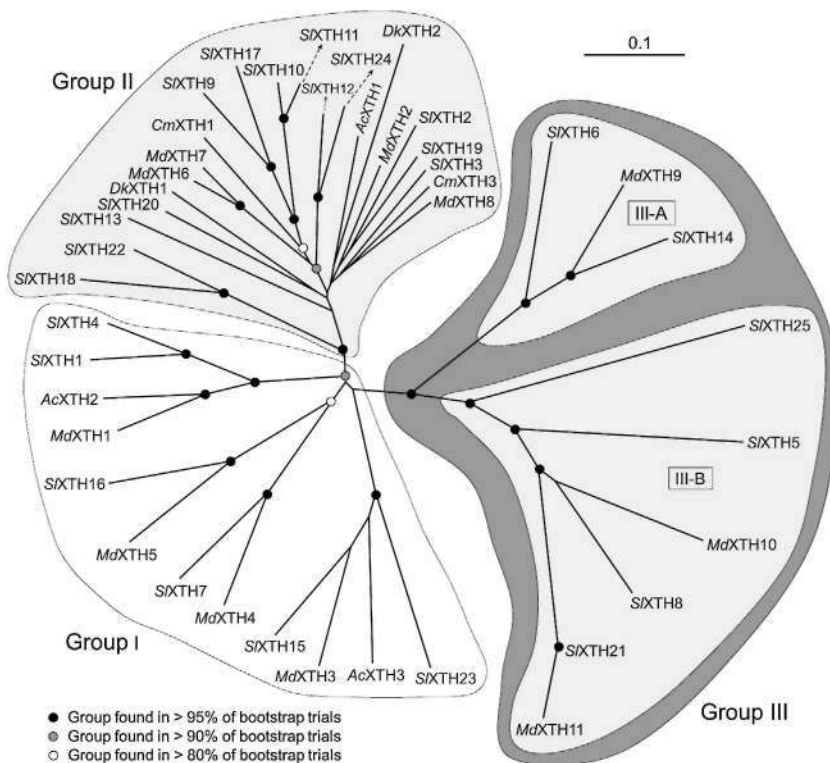 Group II
SlXTH11
DkXTH2
SlXTH17
SlXTH10
SlXTH24
SlXTH9
SlXTH12
AcXTH1
MdXTH2
CmXTH1
SlXTH2
MdXTH7
SlXTH19
MdXTH6
SlXTH3
DkXTH1
CmXTH3
SlXTH20
MdXTH8
SlXTH13
SlXTH22
SlXTH18
0.1
SlXTH6
MdXTH9
III-A
SlXTH14
SlXTH25
SlXTH5
III-B
MdXTH10
SlXTH8
SlXTH21
MdXTH11
Group III
SlXTH4
SlXTH1
AcXTH2
MdXTH1
SlXTH16
MdXTH5
SlXTH7
MdXTH4
SlXTH15
MdXTH3
AcXTH3
SlXTH23
Group I
Group found in > 95% of bootstrap trials
Group found in > 90% of bootstrap trials
Group found in > 80% of bootstrap trials